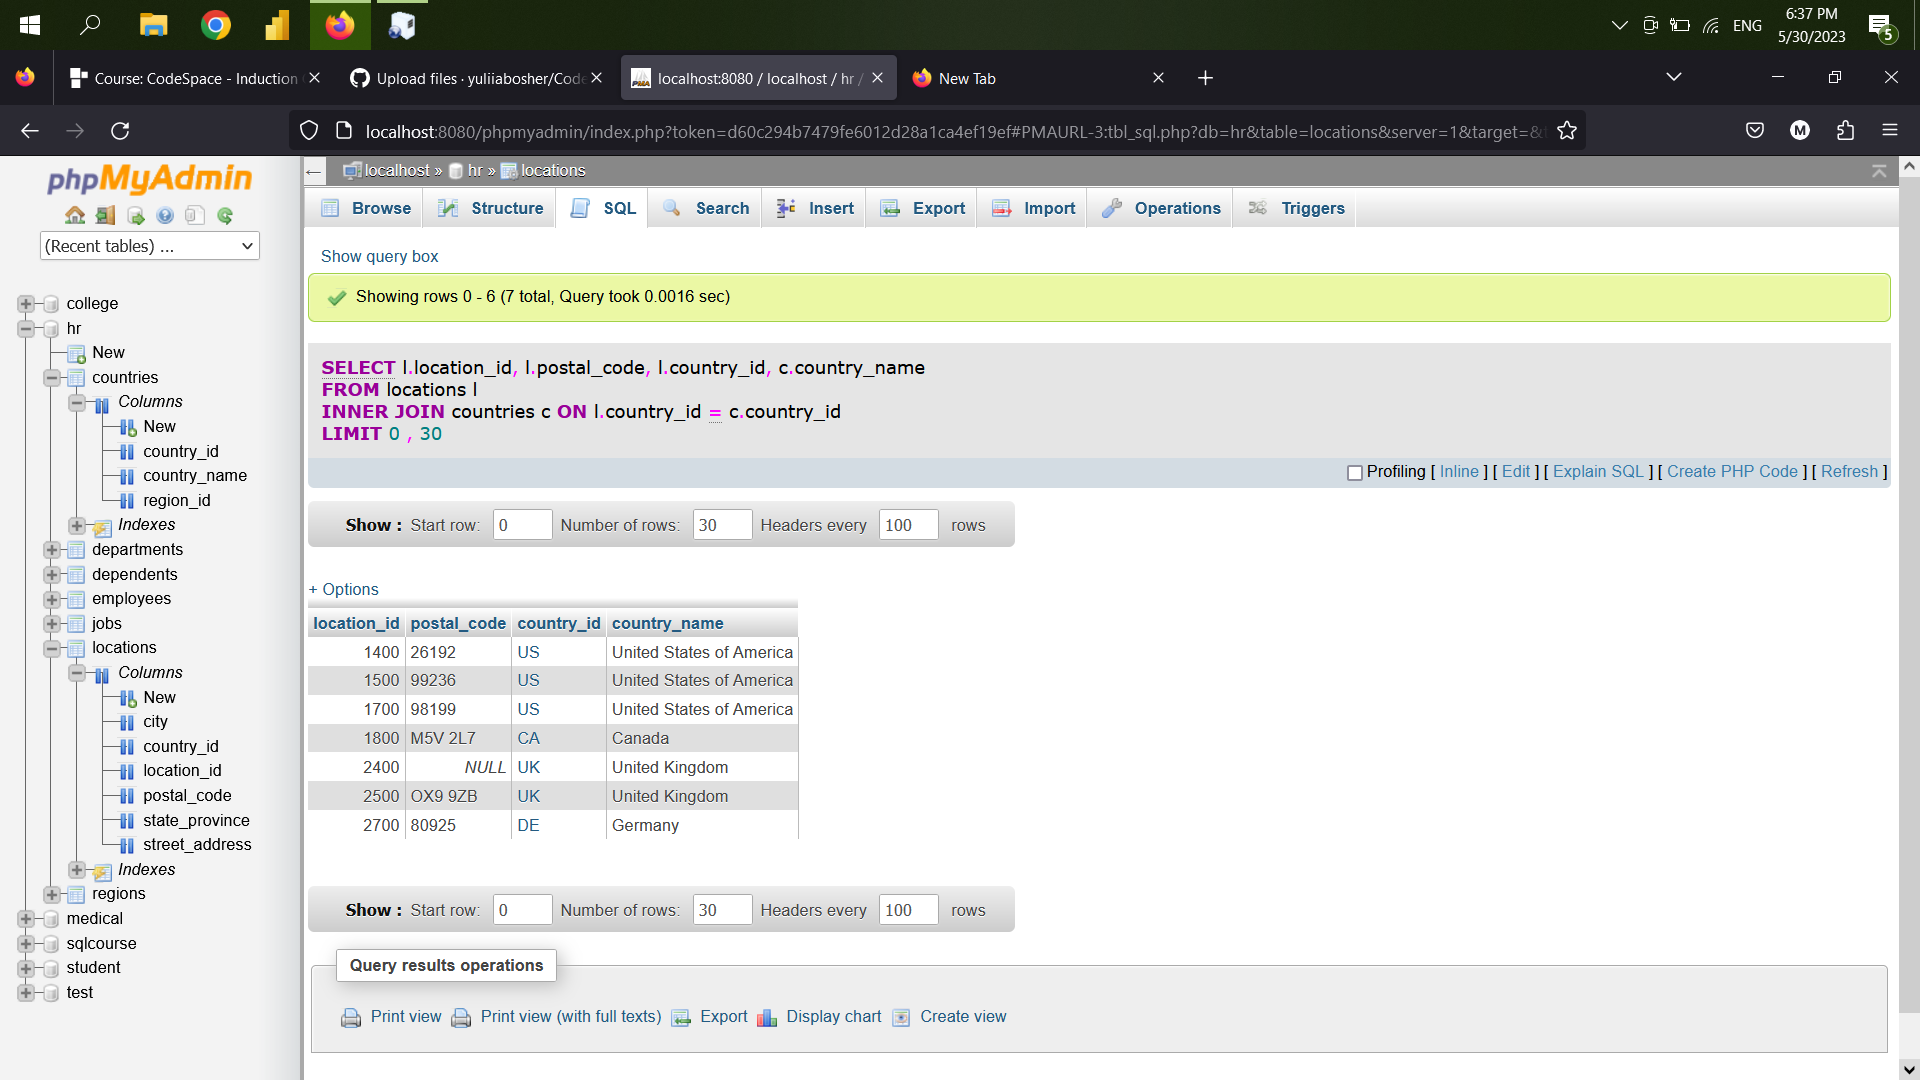 6:37 PM
ENG
5/30/2023
5
Course: CodeSpace - Induction
Upload files · yuliiabosher/Code
localhost:8080 / localhost / hr /
New Tab
localhost:8080/phpmyadmin/index.php?token=d60c294b7479fe6012d28a1ca4ef19ef#PMAURL-3:tbl_sql.php?db=hr&table=locations&server=1&target=&
M
phpMyAdmin
(Recent tables) ...
college
hr
New
countries
Columns
New
country_id
country_name
region_id
Indexes
departments
dependents
employees
jobs
locations
Columns
New
city
country_id
location_id
postal_code
state_province
street_address
Indexes
regions
medical
sqlcourse
student
test
localhost » hr » locations
Browse Structure SQL Search Insert Export Import Operations Triggers
Show query box
Showing rows 0 - 6 (7 total, Query took 0.0016 sec)
SELECT l.location_id, l.postal_code, l.country_id, c.country_name
FROM locations l
INNER JOIN countries c ON l.country_id = c.country_id
LIMIT 0 , 30
Profiling [ Inline ] [ Edit ] [ Explain SQL ] [ Create PHP Code ] [ Refresh ]
Show : Start row: 0 Number of rows: 30 Headers every 100 rows
+ Options
location_id postal_code country_id country_name
1400 26192 US United States of America
1500 99236 US United States of America
1700 98199 US United States of America
1800 M5V 2L7 CA Canada
2400 NULL UK United Kingdom
2500 OX9 9ZB UK United Kingdom
2700 80925 DE Germany
Show : Start row: 0 Number of rows: 30 Headers every 100 rows
Query results operations
Print view Print view (with full texts) Export Display chart Create view